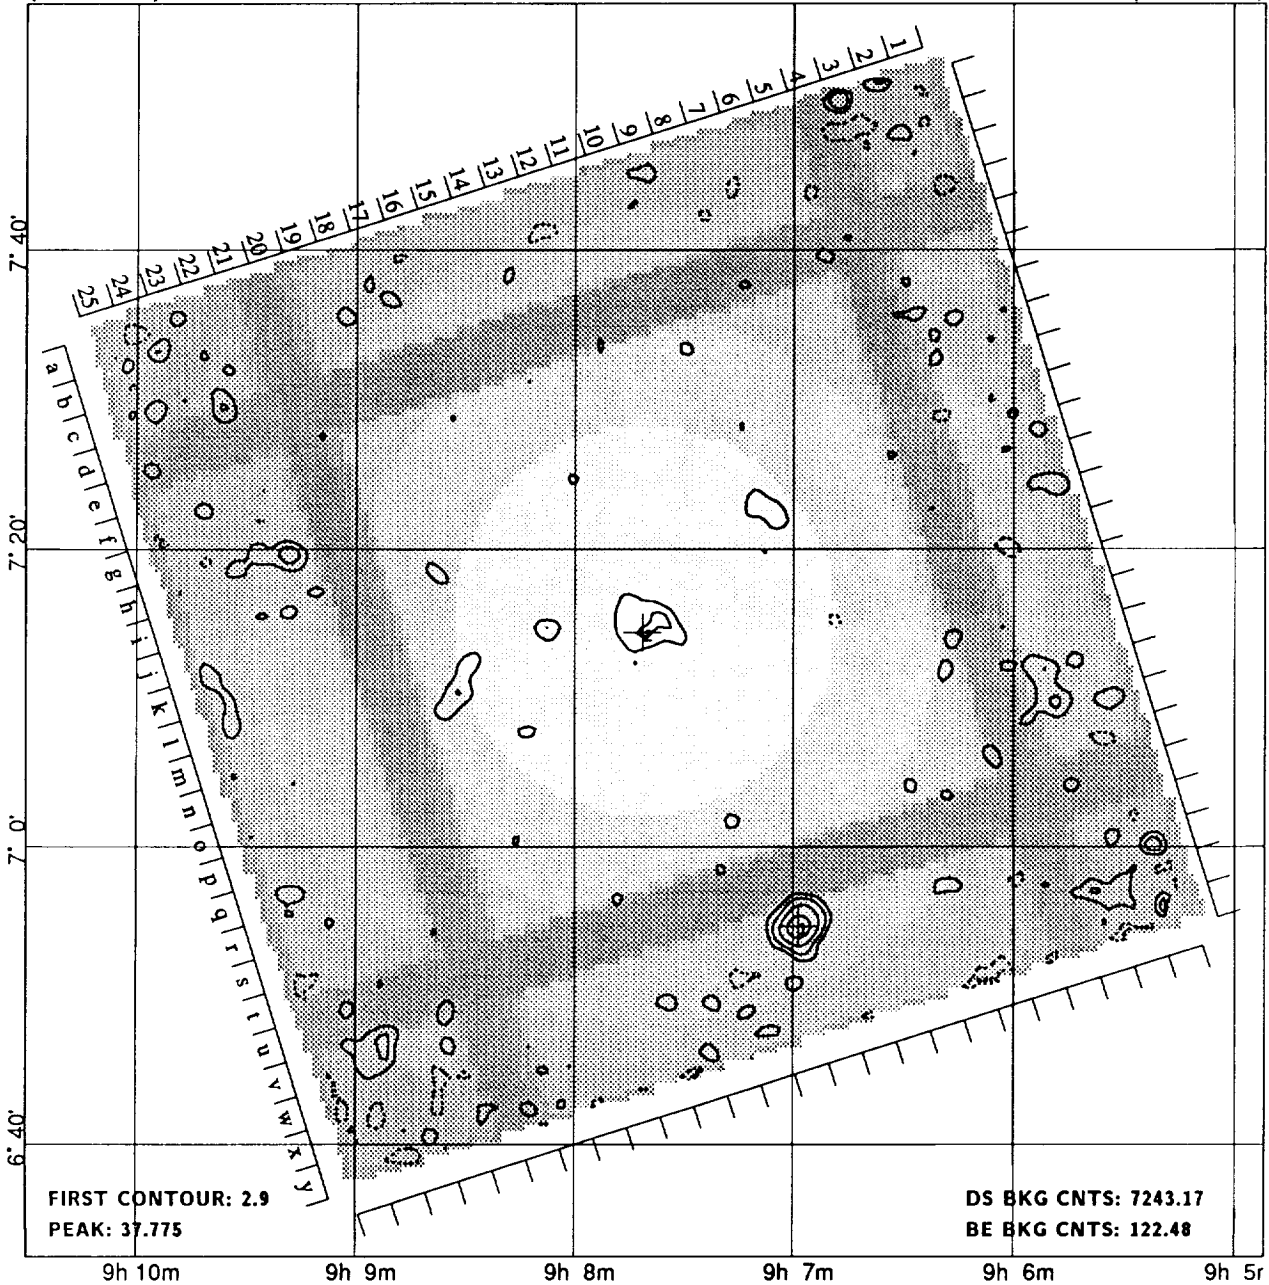 1 2 3 4 5 6 7 8 9 10 11 12 13 14 15 16 17 18 19 20 21 22 23 24 25
a b c d e f g h i j k l m n o p q r s t u v w x y
7° 40'
7° 20'
7° 0'
6° 40'
FIRST CONTOUR: 2.9
PEAK: 37.775
DS BKG CNTS: 7243.17
BE BKG CNTS: 122.48
9h 10m 9h 9m 9h 8m 9h 7m 9h 6m 9h 5